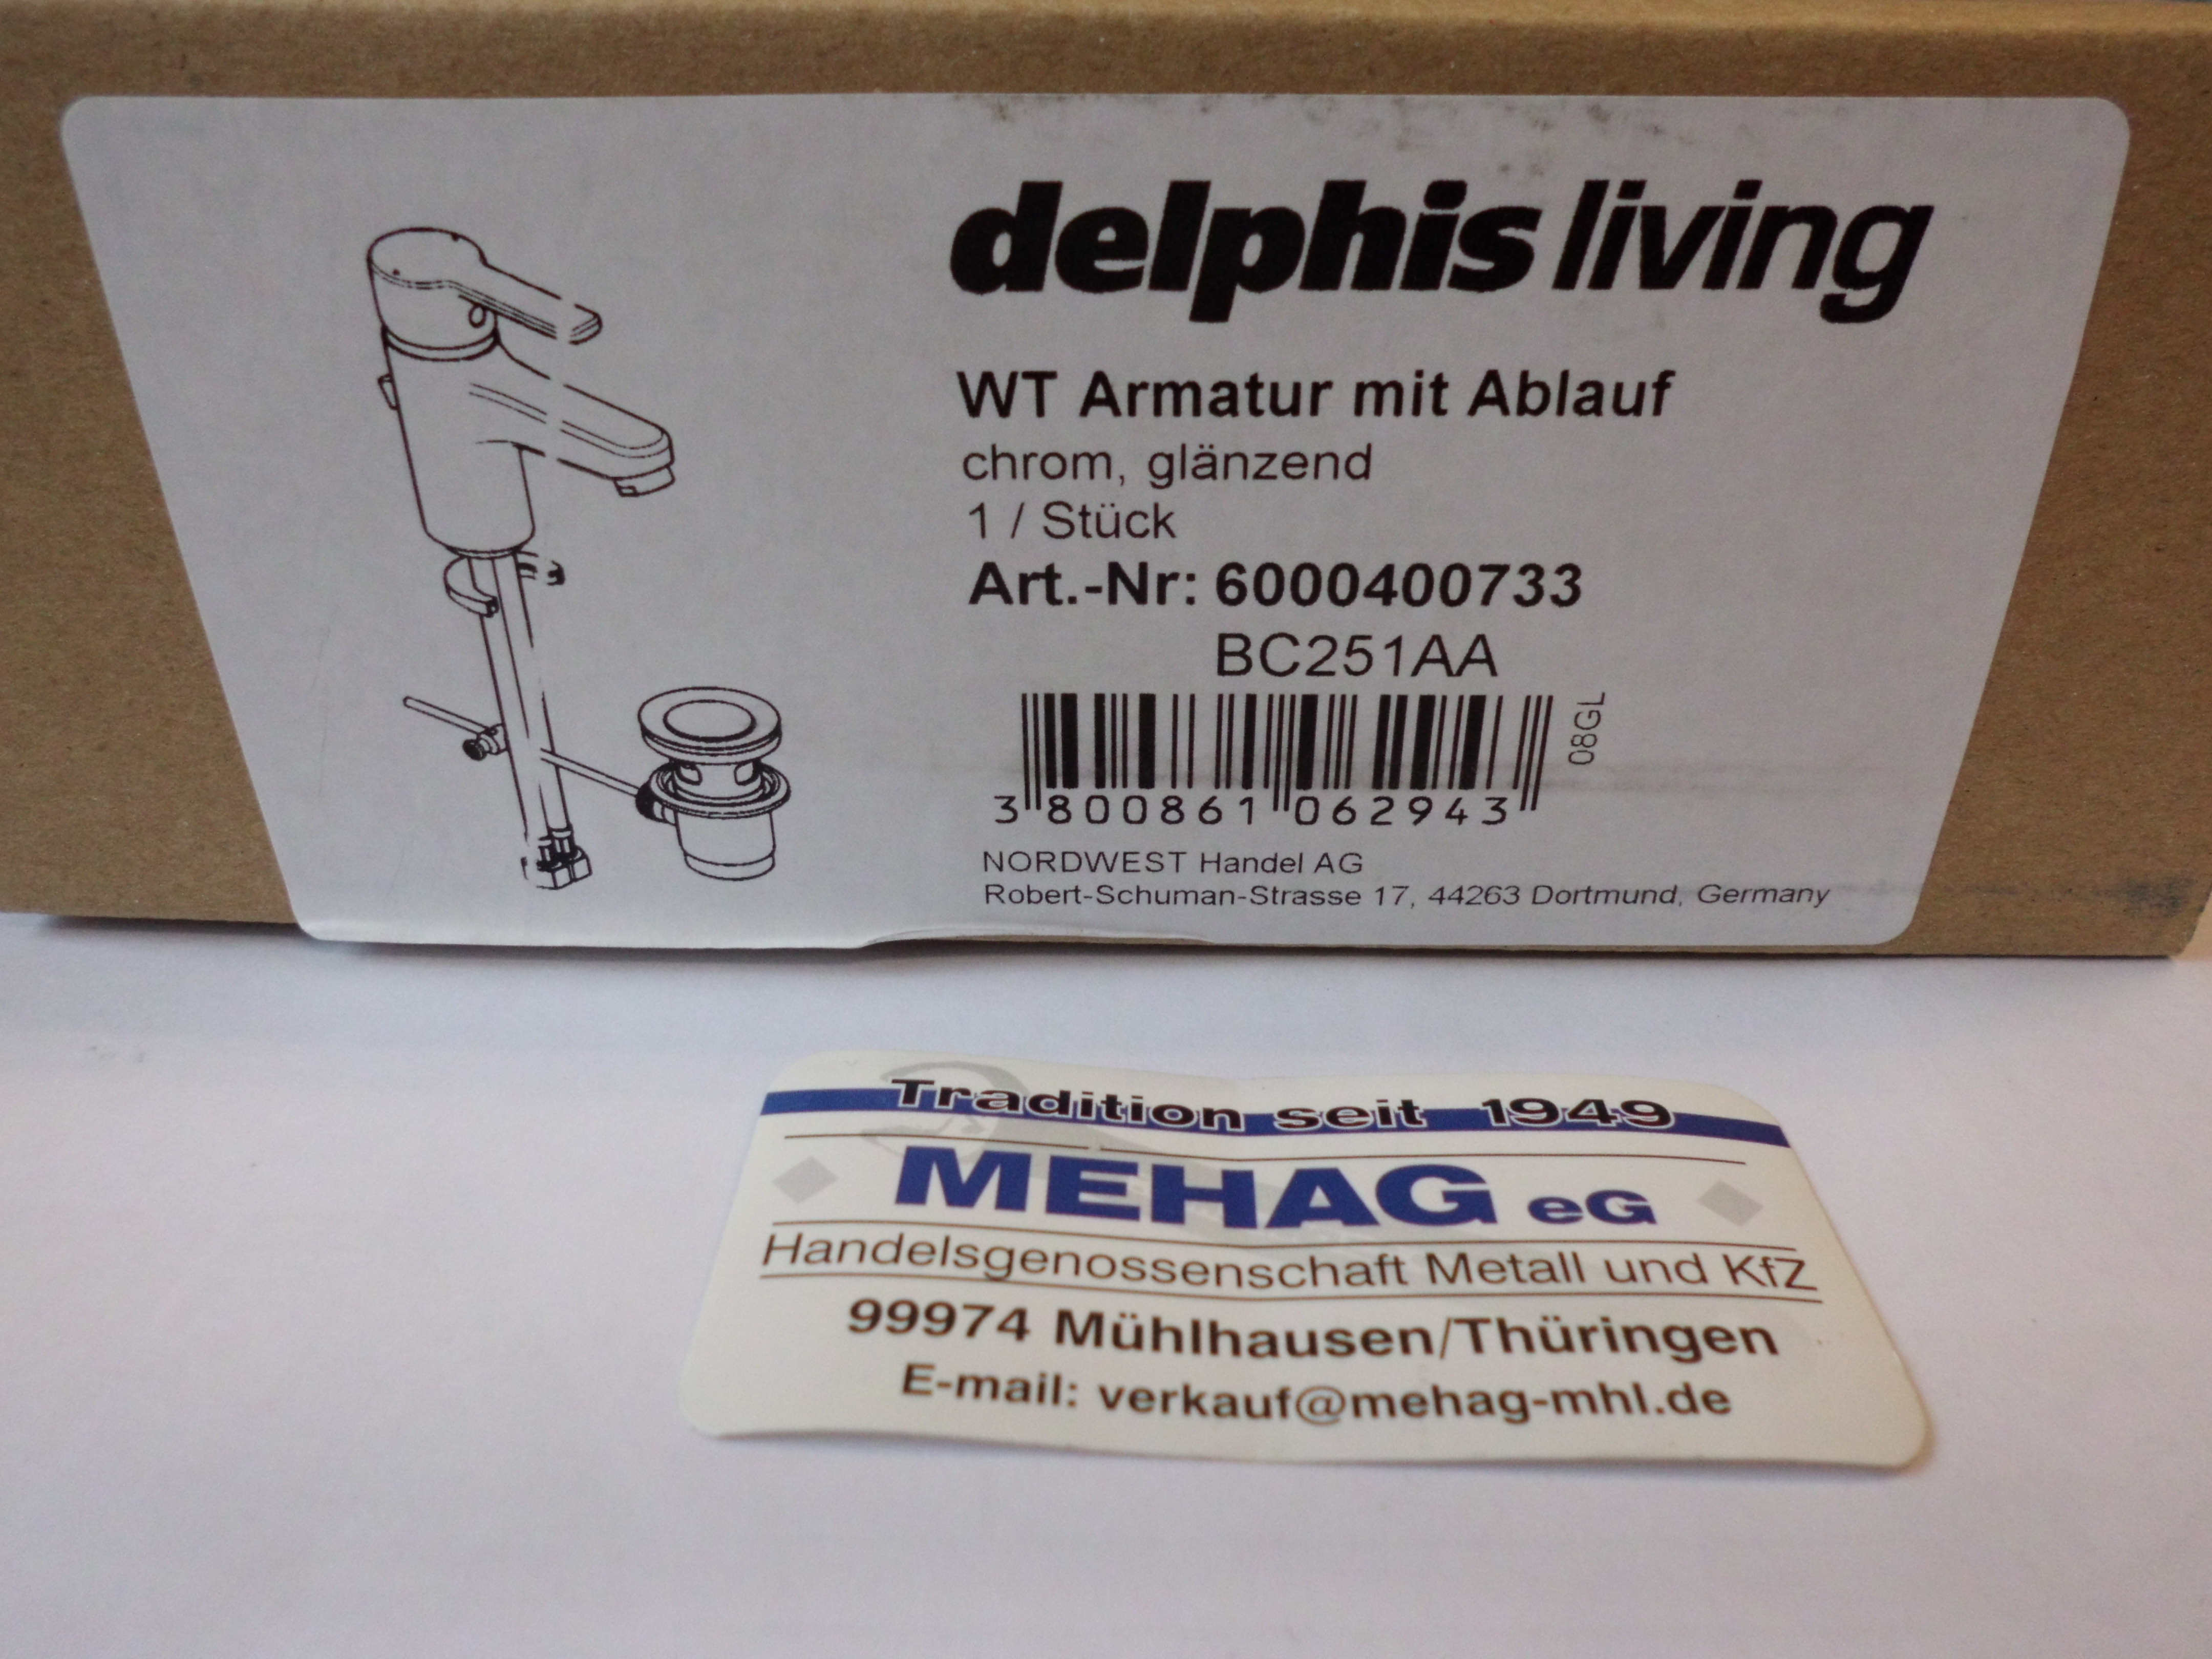 delphis living
WT Armatur mit Ablauf
chrom, glänzend
1 / Stück
Art.-Nr: 6000400733
BC251AA
08GL
3 800861 062943
NORDWEST Handel AG
Robert-Schuman-Strasse 17, 44263 Dortmund, Germany
Tradition seit 1949
MEHAG eG
Handelsgenossenschaft Metall und KfZ
99974 Mühlhausen/Thüringen
E-mail: verkauf@mehag-mhl.de